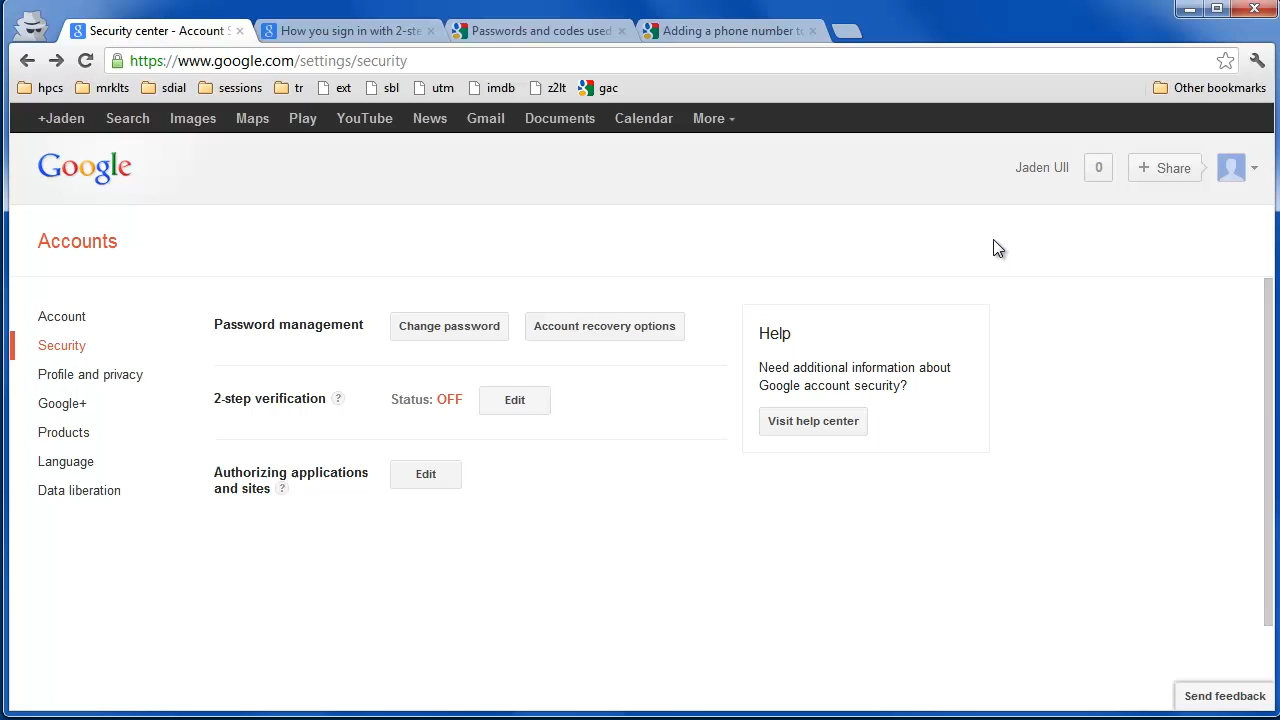 Security center - Account S
How you sign in with 2-ste
Passwords and codes used
Adding a phone number to
https://www.google.com/settings/security
hpcs mrklts sdial sessions tr ext sbl utm imdb z2lt gac Other bookmarks
+Jaden Search Images Maps Play YouTube News Gmail Documents Calendar More
Google
Jaden Ull 0 + Share
Accounts
Account
Security
Profile and privacy
Google+
Products
Language
Data liberation
Password management Change password Account recovery options
2-step verification ? Status: OFF Edit
Authorizing applications
and sites ? Edit
Help
Need additional information about
Google account security?
Visit help center
Send feedback